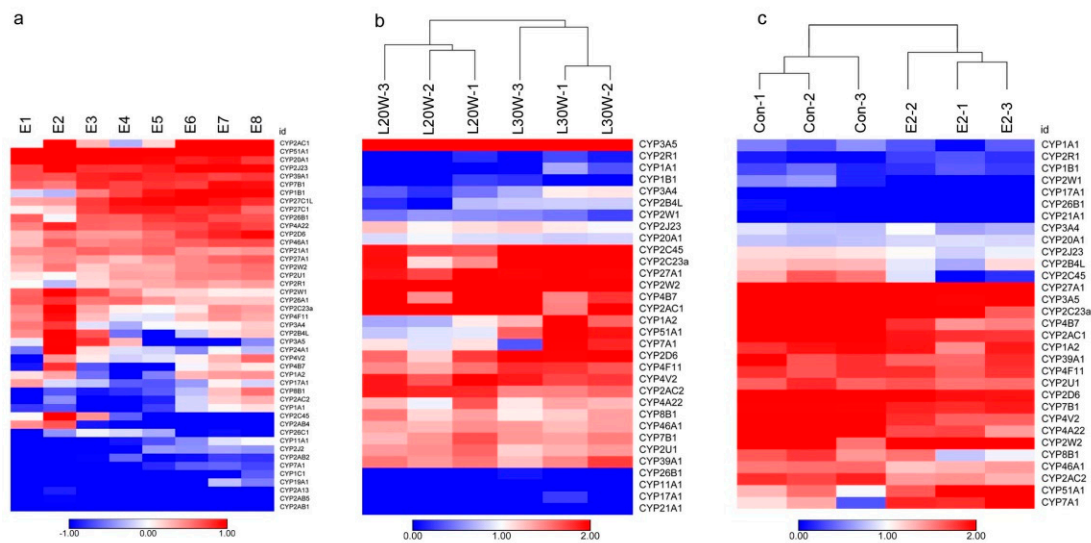 a
b
c
E1 E2 E3 E4 E5 E6 E7 E8
id
CYP2AC1
CYP51A1
CYP20A1
CYP2J23
CYP39A1
CYP7B1
CYP1B1
CYP27C1L
CYP27C1
CYP26B1
CYP4A22
CYP2D6
CYP46A1
CYP21A1
CYP27A1
CYP2W2
CYP2U1
CYP2R1
CYP2W1
CYP26A1
CYP2C23a
CYP4F11
CYP3A4
CYP2B4L
CYP3A5
CYP24A1
CYP4V2
CYP4B7
CYP1A2
CYP17A1
CYP8B1
CYP2AC2
CYP1A1
CYP2C45
CYP2AB4
CYP26C1
CYP11A1
CYP2J2
CYP2AB2
CYP7A1
CYP1C1
CYP19A1
CYP2A13
CYP2AB5
CYP2AB1
-1.00 0.00 1.00
L20W-3 L20W-2 L20W-1 L30W-3 L30W-1 L30W-2
CYP3A5
CYP2R1
CYP1A1
CYP1B1
CYP3A4
CYP2B4L
CYP2W1
CYP2J23
CYP20A1
CYP2C45
CYP2C23a
CYP27A1
CYP2W2
CYP4B7
CYP2AC1
CYP1A2
CYP51A1
CYP7A1
CYP2D6
CYP4F11
CYP4V2
CYP2AC2
CYP4A22
CYP8B1
CYP46A1
CYP7B1
CYP2U1
CYP39A1
CYP26B1
CYP11A1
CYP17A1
CYP21A1
0.00 1.00 2.00
Con-1 Con-2 Con-3 E2-2 E2-1 E2-3
id
CYP1A1
CYP2R1
CYP1B1
CYP2W1
CYP17A1
CYP26B1
CYP21A1
CYP3A4
CYP20A1
CYP2J23
CYP2B4L
CYP2C45
CYP27A1
CYP3A5
CYP2C23a
CYP4B7
CYP2AC1
CYP1A2
CYP39A1
CYP4F11
CYP2U1
CYP2D6
CYP7B1
CYP4V2
CYP4A22
CYP2W2
CYP8B1
CYP46A1
CYP2AC2
CYP51A1
CYP7A1
0.00 1.00 2.00